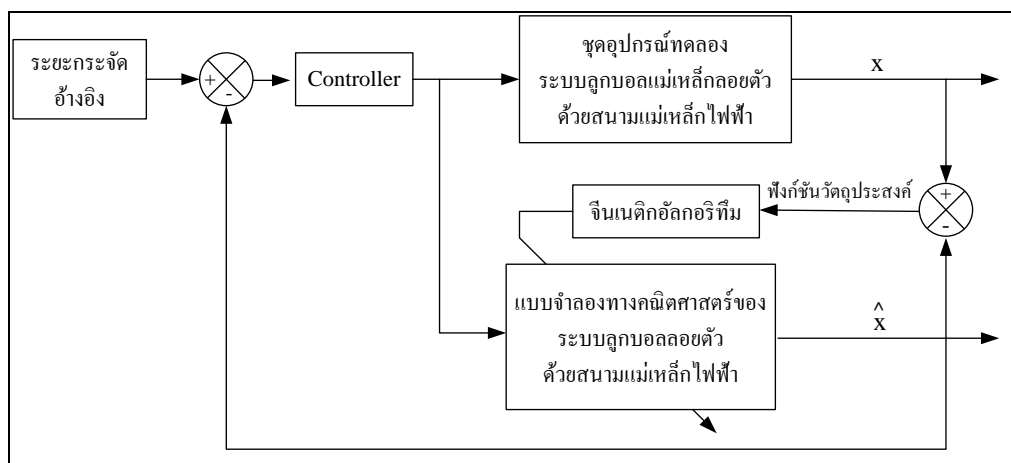 ระยะกระจัด
อ้างอิง
+
-
Controller
ชุดอุปกรณ์ทดลอง
ระบบลูกบอลแม่เหล็กลอยตัว
ด้วยสนามแม่เหล็กไฟฟ้า
x
ฟังก์ชันวัตถุประสงค์
+
-
จีนเนติกอัลกอริทึม
แบบจำลองทางคณิตศาสตร์ของ
ระบบลูกบอลลอยตัว
ด้วยสนามแม่เหล็กไฟฟ้า
x̂